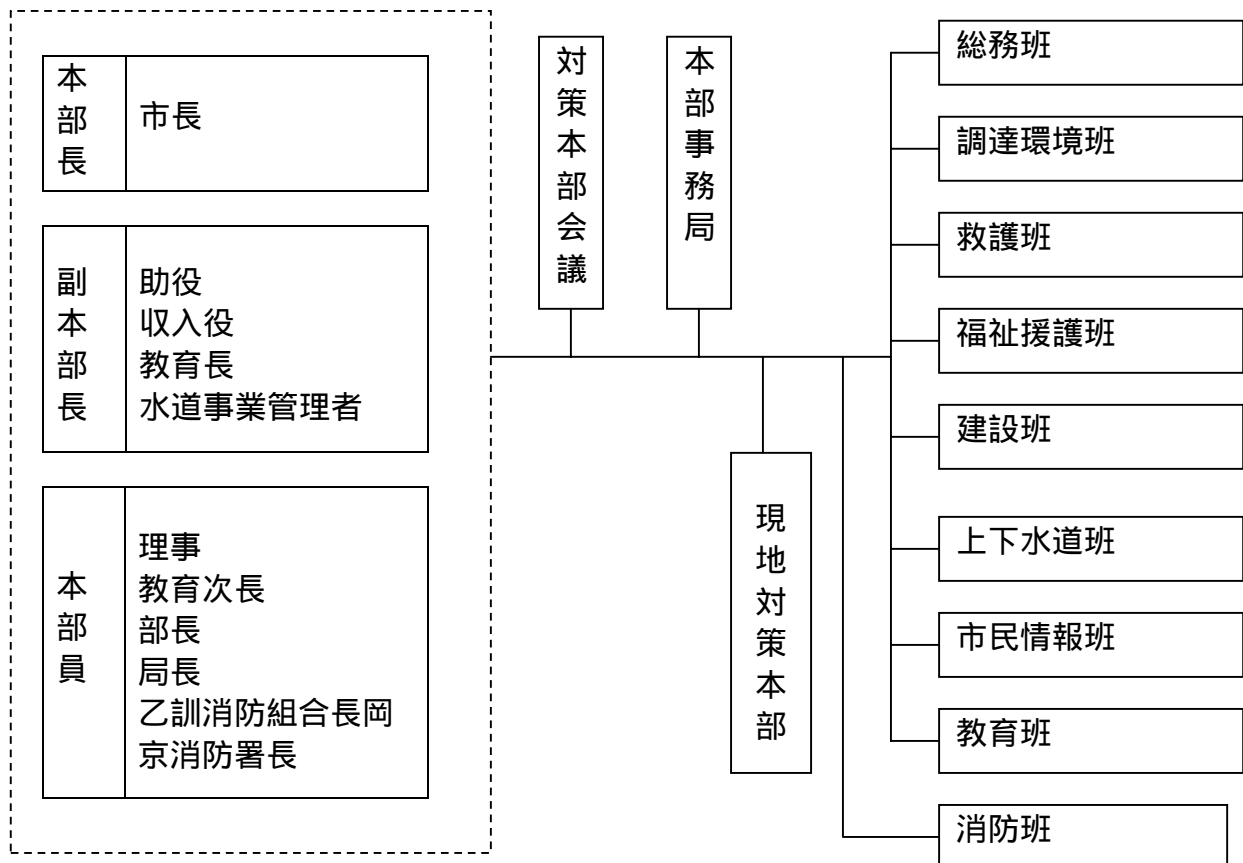 本部長
市長
副本部長
助役
収入役
教育長
水道事業管理者
本部員
理事
教育次長
部長
局長
乙訓消防組合長岡
京消防署長
対策本部会議
本部事務局
現地対策本部
総務班
調達環境班
救護班
福祉援護班
建設班
上下水道班
市民情報班
教育班
消防班